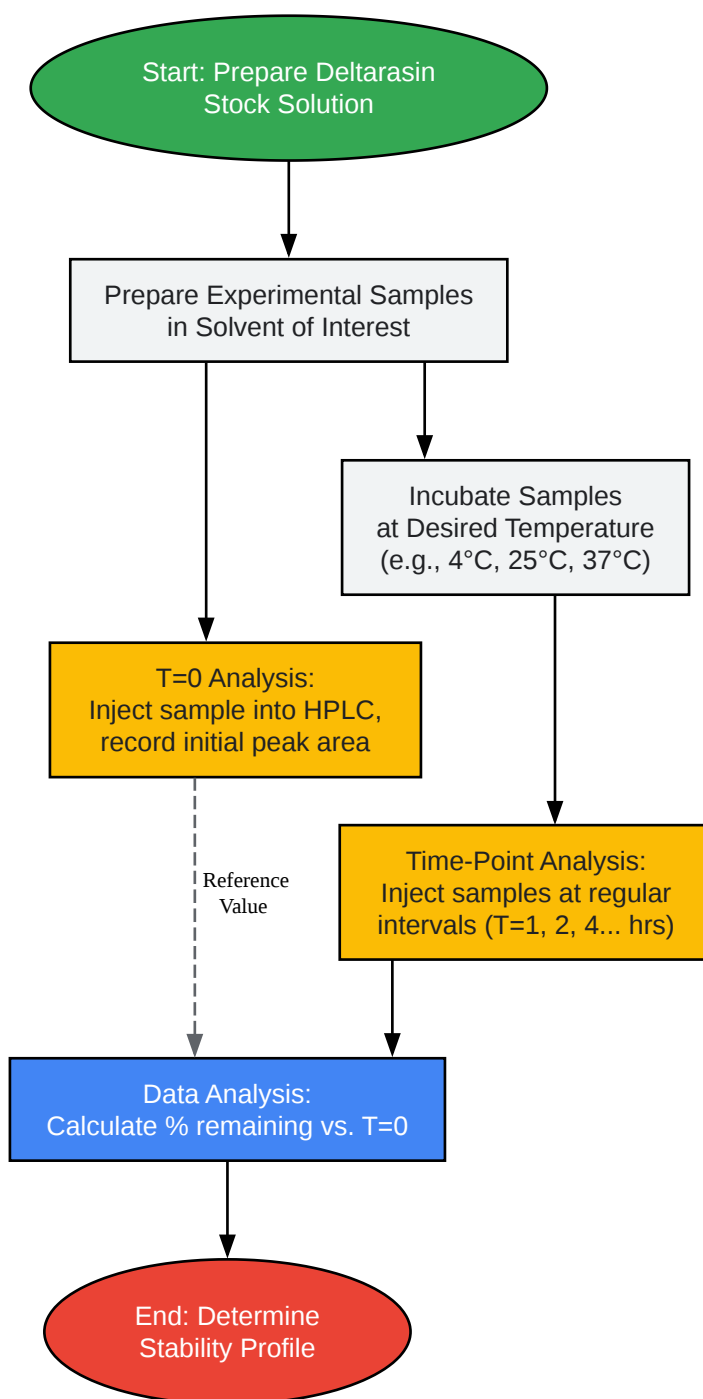 Start: Prepare Deltarasin
Stock Solution
Prepare Experimental Samples
in Solvent of Interest
Incubate Samples
at Desired Temperature
(e.g., 4°C, 25°C, 37°C)
T=0 Analysis:
Inject sample into HPLC,
record initial peak area
Time-Point Analysis:
Inject samples at regular
intervals (T=1, 2, 4... hrs)
Reference
Value
Data Analysis:
Calculate % remaining vs. T=0
End: Determine
Stability Profile